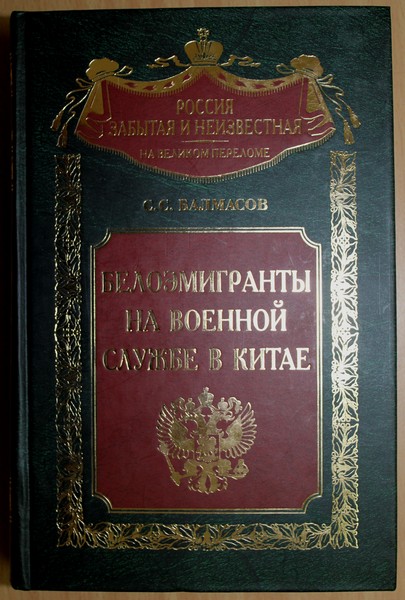 РОССИЯ
ЗАБЫТАЯ И НЕИЗВЕСТНАЯ
НА ВЕЛИКОМ ПЕРЕЛОМЕ
С.С. БАЛМАСОВ
БЕЛОЭМИГРАНТЫ
НА ВОЕННОЙ
СЛУЖБЕ В КИТАЕ